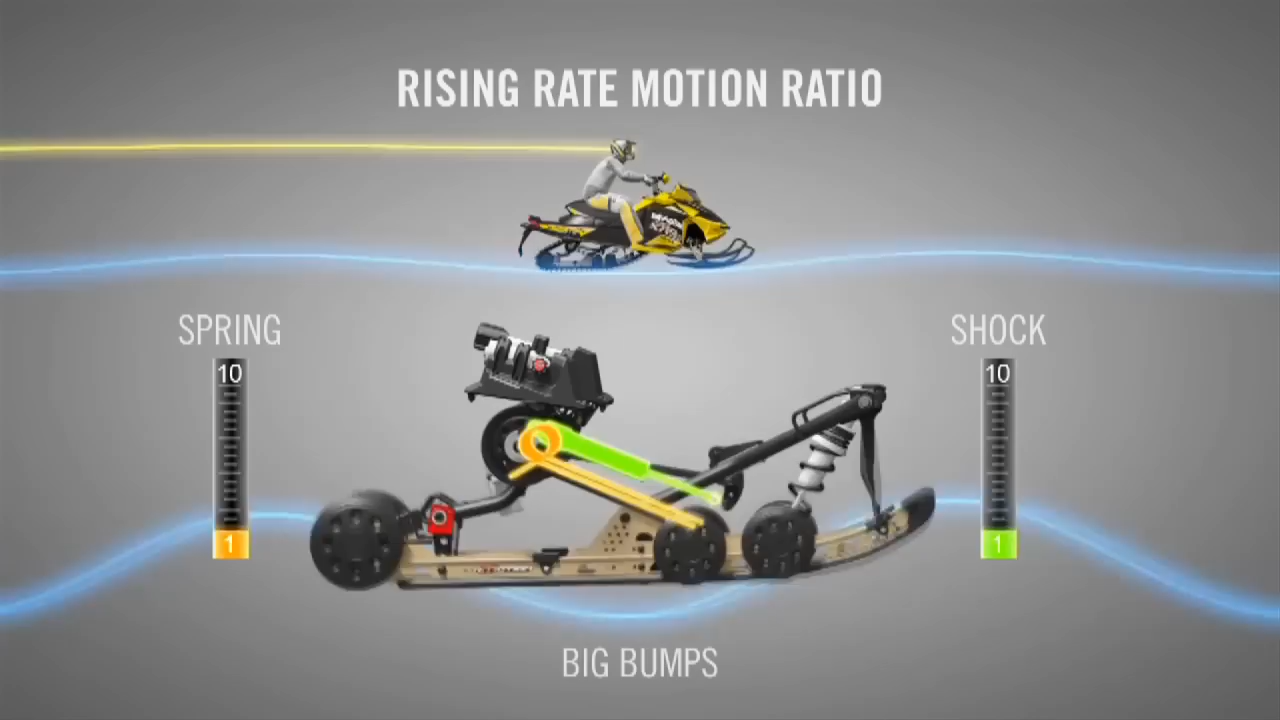 RISING RATE MOTION RATIO
SPRING
SHOCK
10
10
1
1
BIG BUMPS